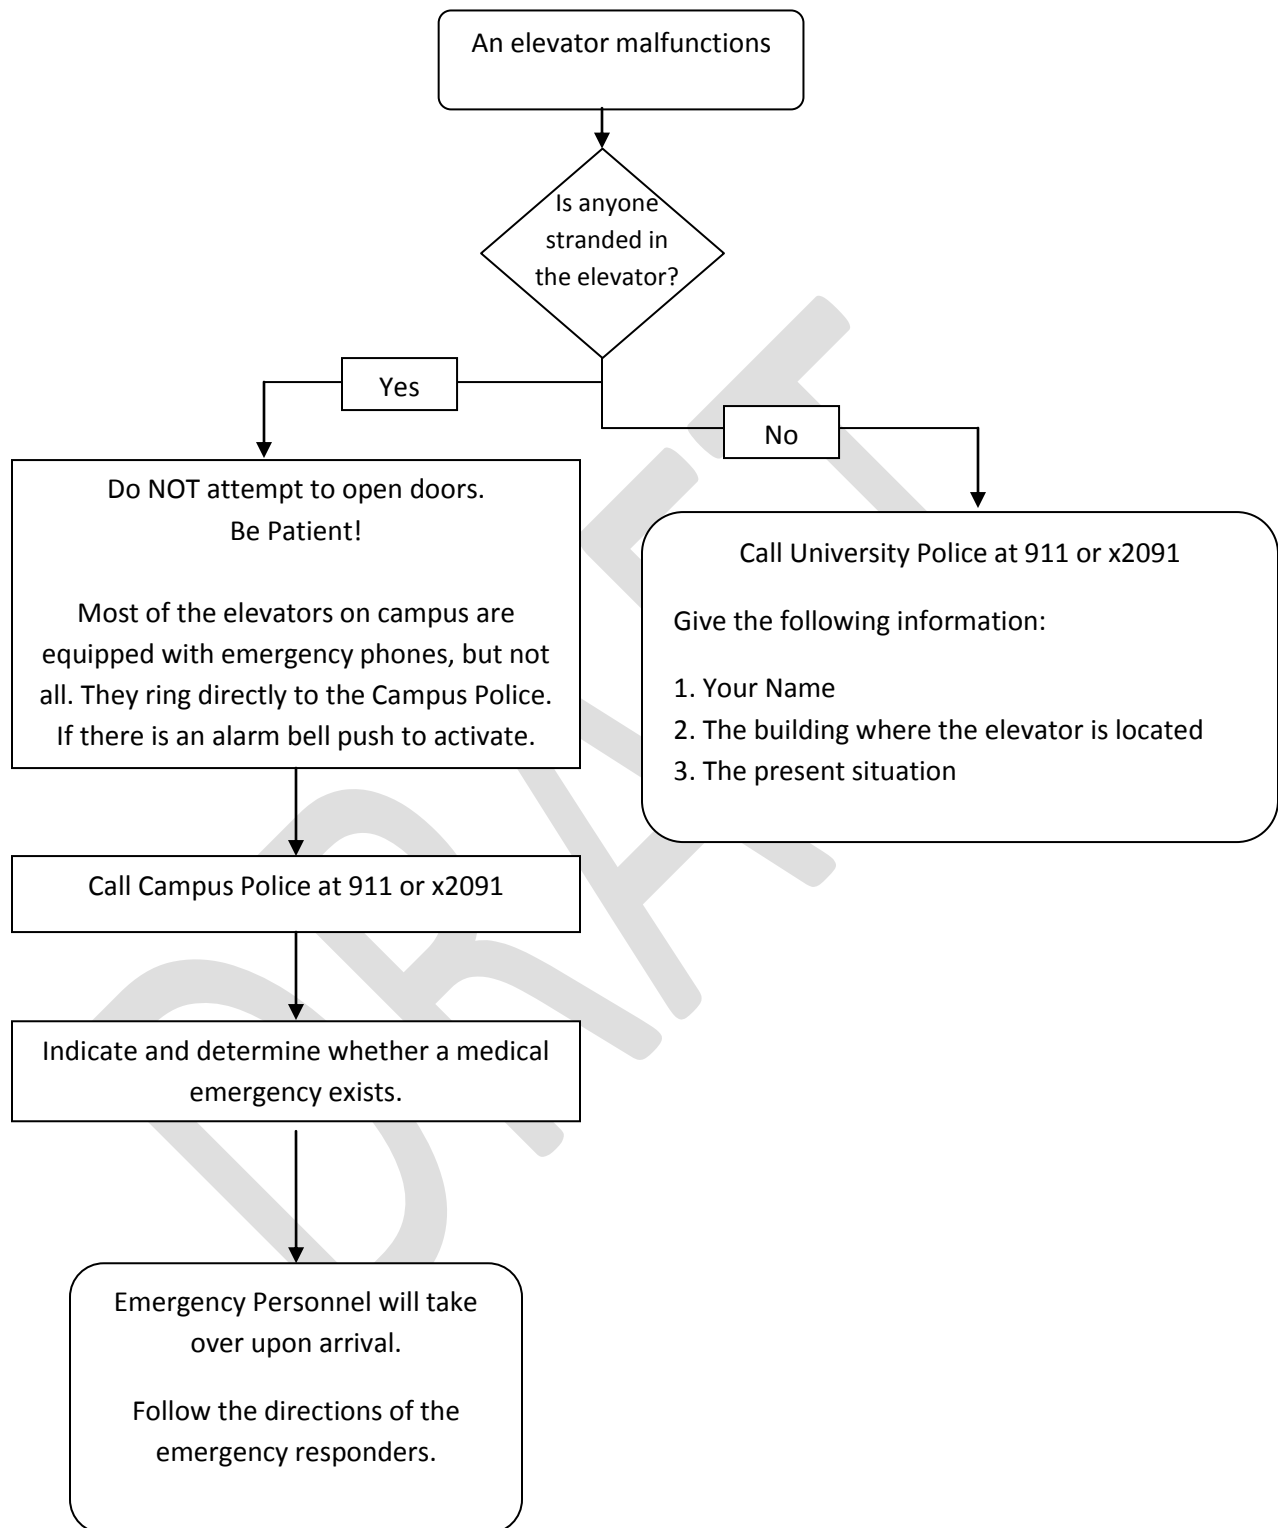 An elevator malfunctions
Is anyone
stranded in
the elevator?
Yes
No
Do NOT attempt to open doors.
Be Patient!
Most of the elevators on campus are
equipped with emergency phones, but not
all. They ring directly to the Campus Police.
If there is an alarm bell push to activate.
Call University Police at 911 or x2091
Give the following information:
1. Your Name
2. The building where the elevator is located
3. The present situation
Call Campus Police at 911 or x2091
Indicate and determine whether a medical
emergency exists.
Emergency Personnel will take
over upon arrival.
Follow the directions of the
emergency responders.
DRAFT